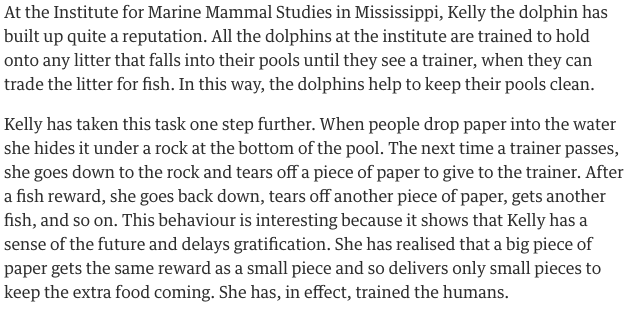 At the Institute for Marine Mammal Studies in Mississippi, Kelly the dolphin has
built up quite a reputation. All the dolphins at the institute are trained to hold
onto any litter that falls into their pools until they see a trainer, when they can
trade the litter for fish. In this way, the dolphins help to keep their pools clean.
Kelly has taken this task one step further. When people drop paper into the water
she hides it under a rock at the bottom of the pool. The next time a trainer passes,
she goes down to the rock and tears off a piece of paper to give to the trainer. After
a fish reward, she goes back down, tears off another piece of paper, gets another
fish, and so on. This behaviour is interesting because it shows that Kelly has a
sense of the future and delays gratification. She has realised that a big piece of
paper gets the same reward as a small piece and so delivers only small pieces to
keep the extra food coming. She has, in effect, trained the humans.